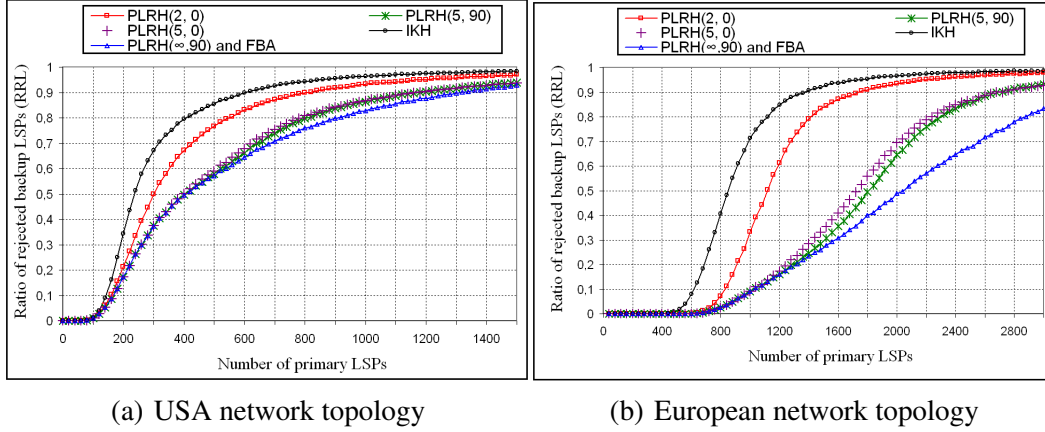 PLRH(2, 0)
PLRH(5, 90)
PLRH(5, 0)
IKH
PLRH(∞.90) and FBA
Ratio of rejected backup LSPs (RRL)
1
0,9
0,8
0,7
0,6
0,5
0,4
0,3
0,2
0,1
0
0 200 400 600 800 1000 1200 1400
Number of primary LSPs
(a) USA network topology
PLRH(2, 0)
PLRH(5, 90)
PLRH(5, 0)
IKH
PLRH(∞,90) and FBA
Ratio of rejected backup LSPs (RRL)
1
0,9
0,8
0,7
0,6
0,5
0,4
0,3
0,2
0,1
0
0 400 800 1200 1600 2000 2400 2800
Number of primary LSPs
(b) European network topology